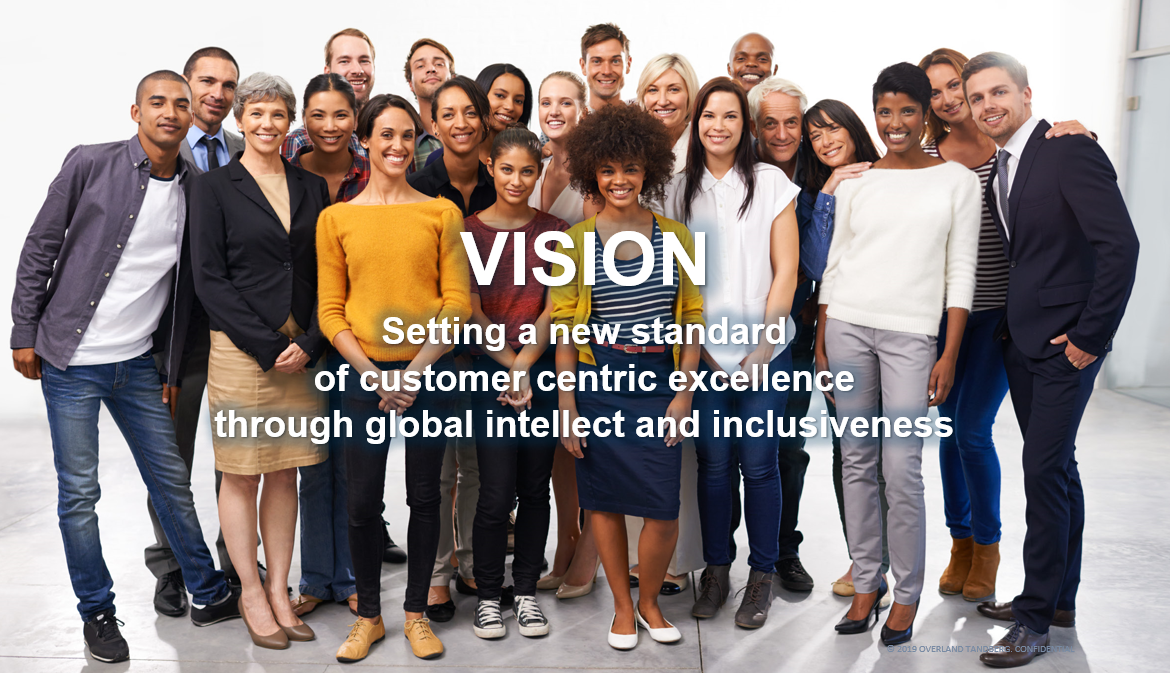 VISION
Setting a new standard
of customer centric excellence
through global intellect and inclusiveness
© 2019 OVERLAND TANDBERG. CONFIDENTIAL